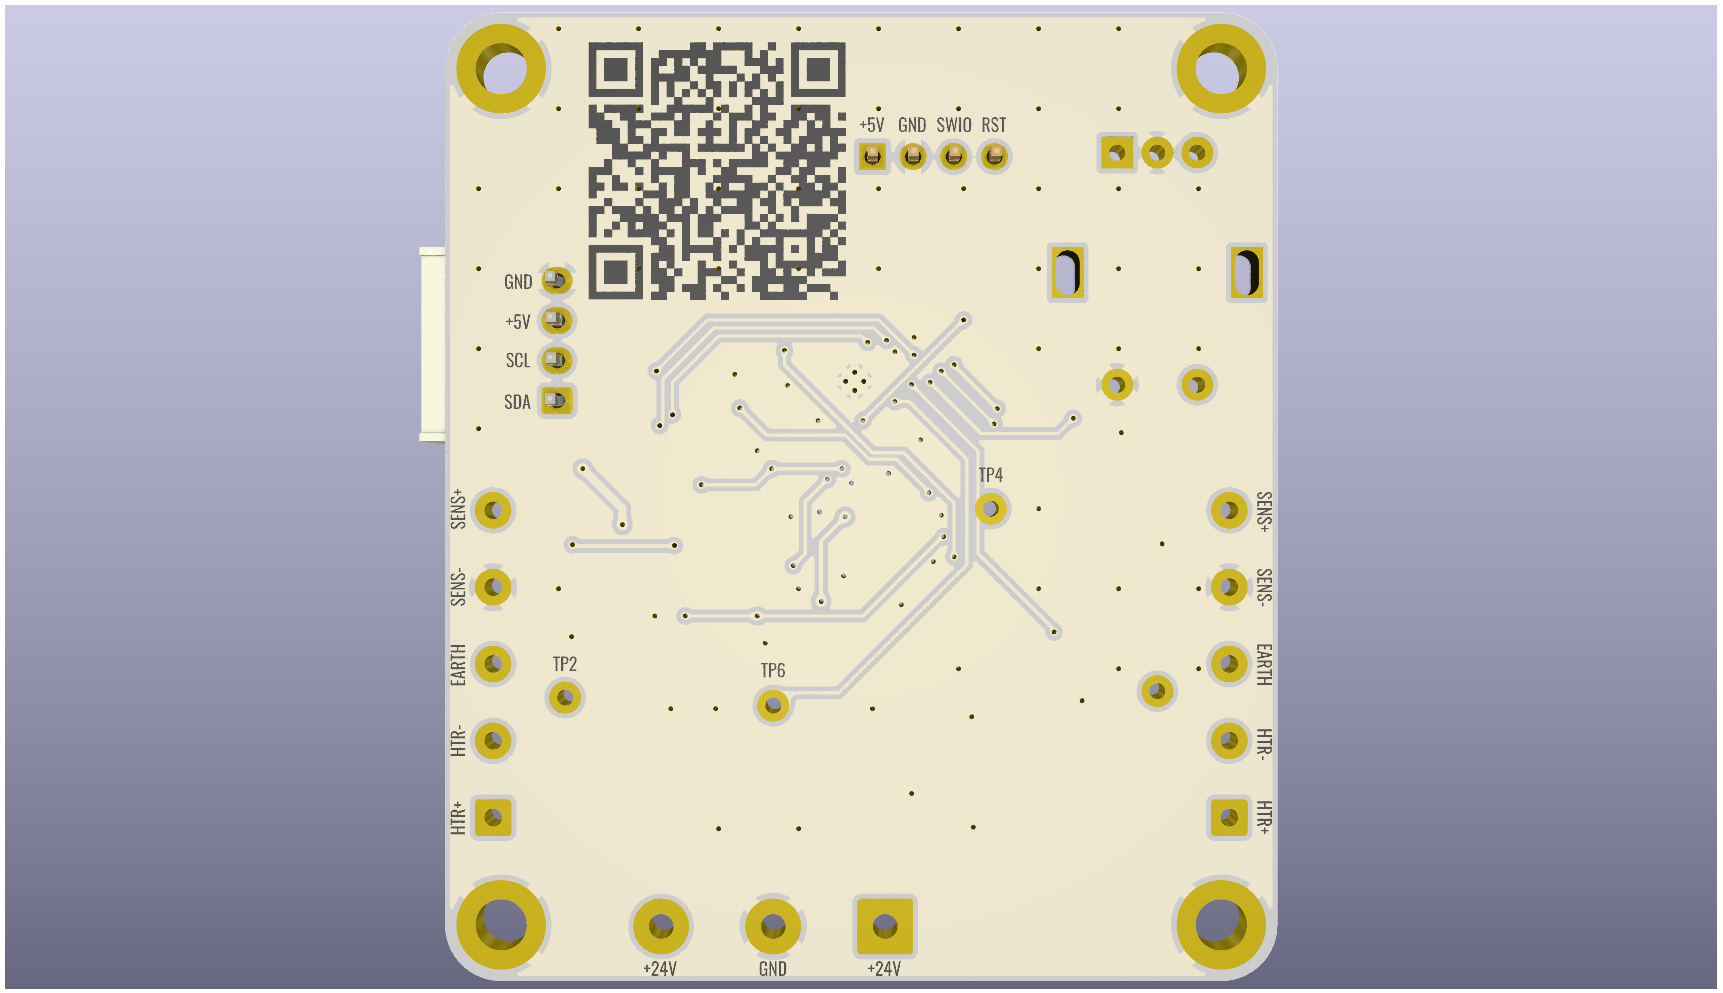 +5V GND SWIO RST
GND
+5V
SCL
SDA
TP4
SENS+
SENS+
SENS-
SENS-
EARTH
EARTH
TP2
TP6
HTR-
HTR-
HTR+
HTR+
+24V GND +24V